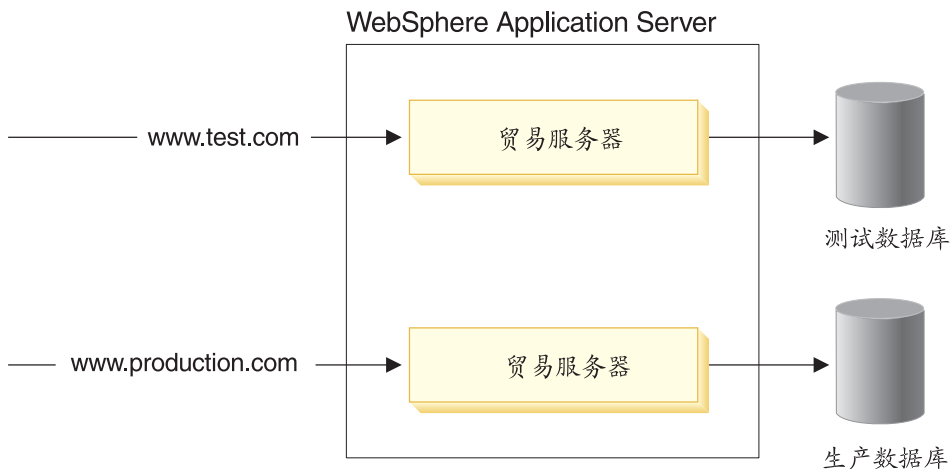 WebSphere Application Server
www.test.com
贸易服务器
测试数据库
www.production.com
贸易服务器
生产数据库